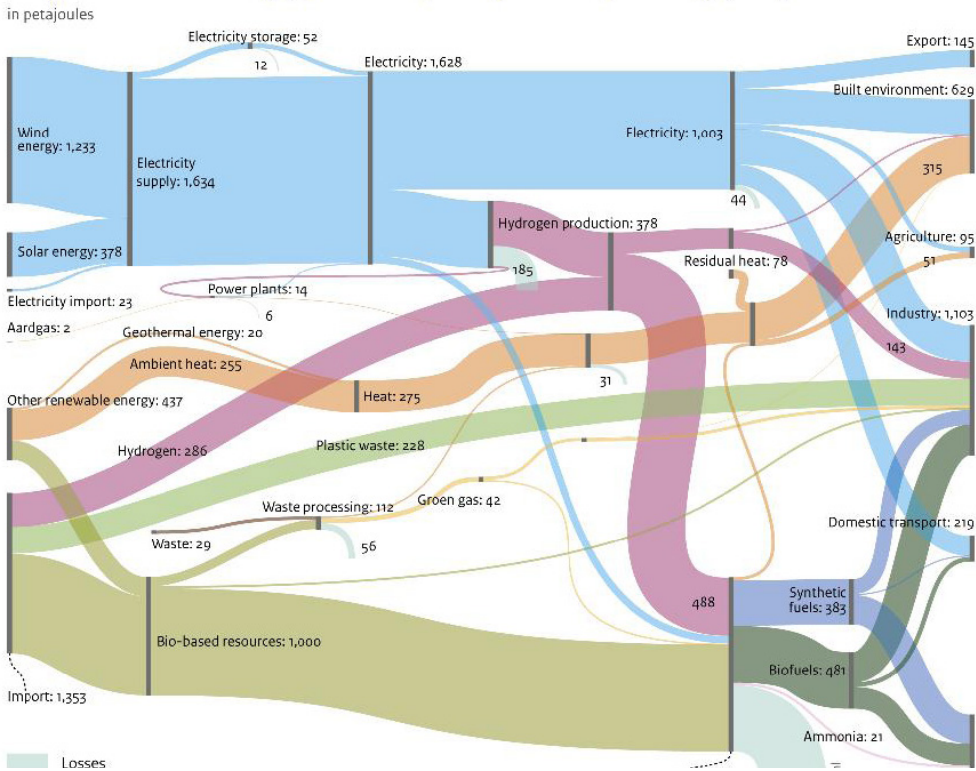 in petajoules
Electricity storage: 52
12
Electricity: 1,628
Export: 145
Built environment: 629
Wind
energy: 1,233
Electricity
supply: 1,634
Electricity: 1,003
315
44
Solar energy: 378
Hydrogen production: 378
Agriculture: 95
Residual heat: 78
51
185
Electricity import: 23
Power plants: 14
6
Industry: 1,103
Aardgas: 2
Geothermal energy: 20
143
Ambient heat: 255
31
Other renewable energy: 437
Heat: 275
Hydrogen: 286
Plastic waste: 228
Groen gas: 42
Waste processing: 112
Waste: 29
56
Domestic transport: 219
488
Synthetic
fuels: 383
Bio-based resources: 1,000
Biofuels: 481
Import: 1,353
Ammonia: 21
Losses